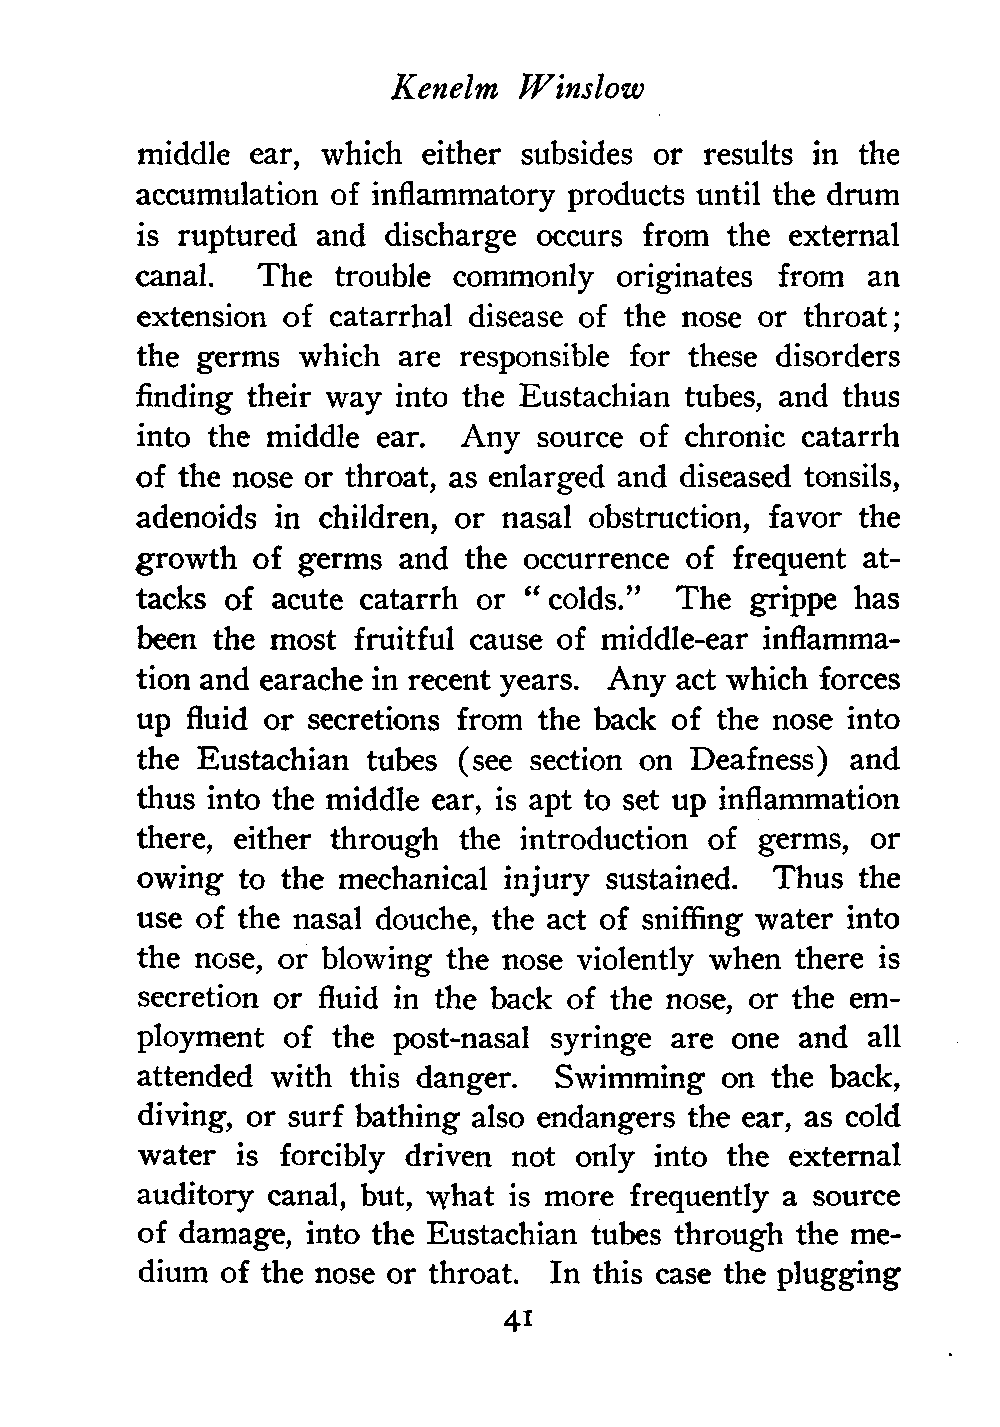 Kenelm Winslow
middle ear, which either subsides or results in the
accumulation of inflammatory products until the drum
is ruptured and discharge occurs from the external
canal. The trouble commonly originates from an
extension of catarrhal disease of the nose or throat;
the germs which are responsible for these disorders
finding their way into the Eustachian tubes, and thus
into the middle ear. Any source of chronic catarrh
of the nose or throat, as enlarged and diseased tonsils,
adenoids in children, or nasal obstruction, favor the
growth of germs and the occurrence of frequent at-
tacks of acute catarrh or “ colds.” The grippe has
been the most fruitful cause of middle-ear inflamma-
tion and earache in recent years. Any act which forces
up fluid or secretions from the back of the nose into
the Eustachian tubes (see section on Deafness) and
thus into the middle ear, is apt to set up inflammation
there, either through the introduction of germs, or
owing to the mechanical injury sustained. Thus the
use of the nasal douche, the act of sniffing water into
the nose, or blowing the nose violently when there is
secretion or fluid in the back of the nose, or the em-
ployment of the post-nasal syringe are one and all
attended with this danger. Swimming on the back,
diving, or surf bathing also endangers the ear, as cold
water is forcibly driven not only into the external
auditory canal, but, what is more frequently a source
of damage, into the Eustachian tubes through the me-
dium of the nose or throat. In this case the plugging
41